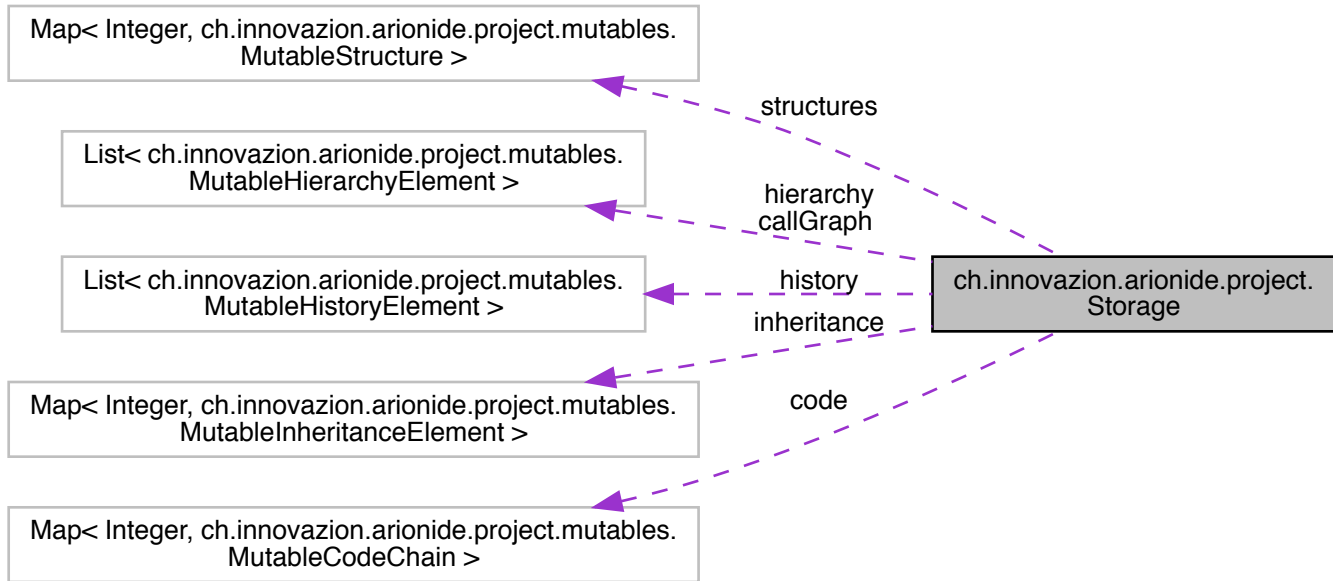 Map< Integer, ch.innovazion.arionide.project.mutables.
MutableStructure >
structures
List< ch.innovazion.arionide.project.mutables.
MutableHierarchyElement >
hierarchy
callGraph
List< ch.innovazion.arionide.project.mutables.
MutableHistoryElement >
history
ch.innovazion.arionide.project.
Storage
inheritance
Map< Integer, ch.innovazion.arionide.project.mutables.
MutableInheritanceElement >
code
Map< Integer, ch.innovazion.arionide.project.mutables.
MutableCodeChain >